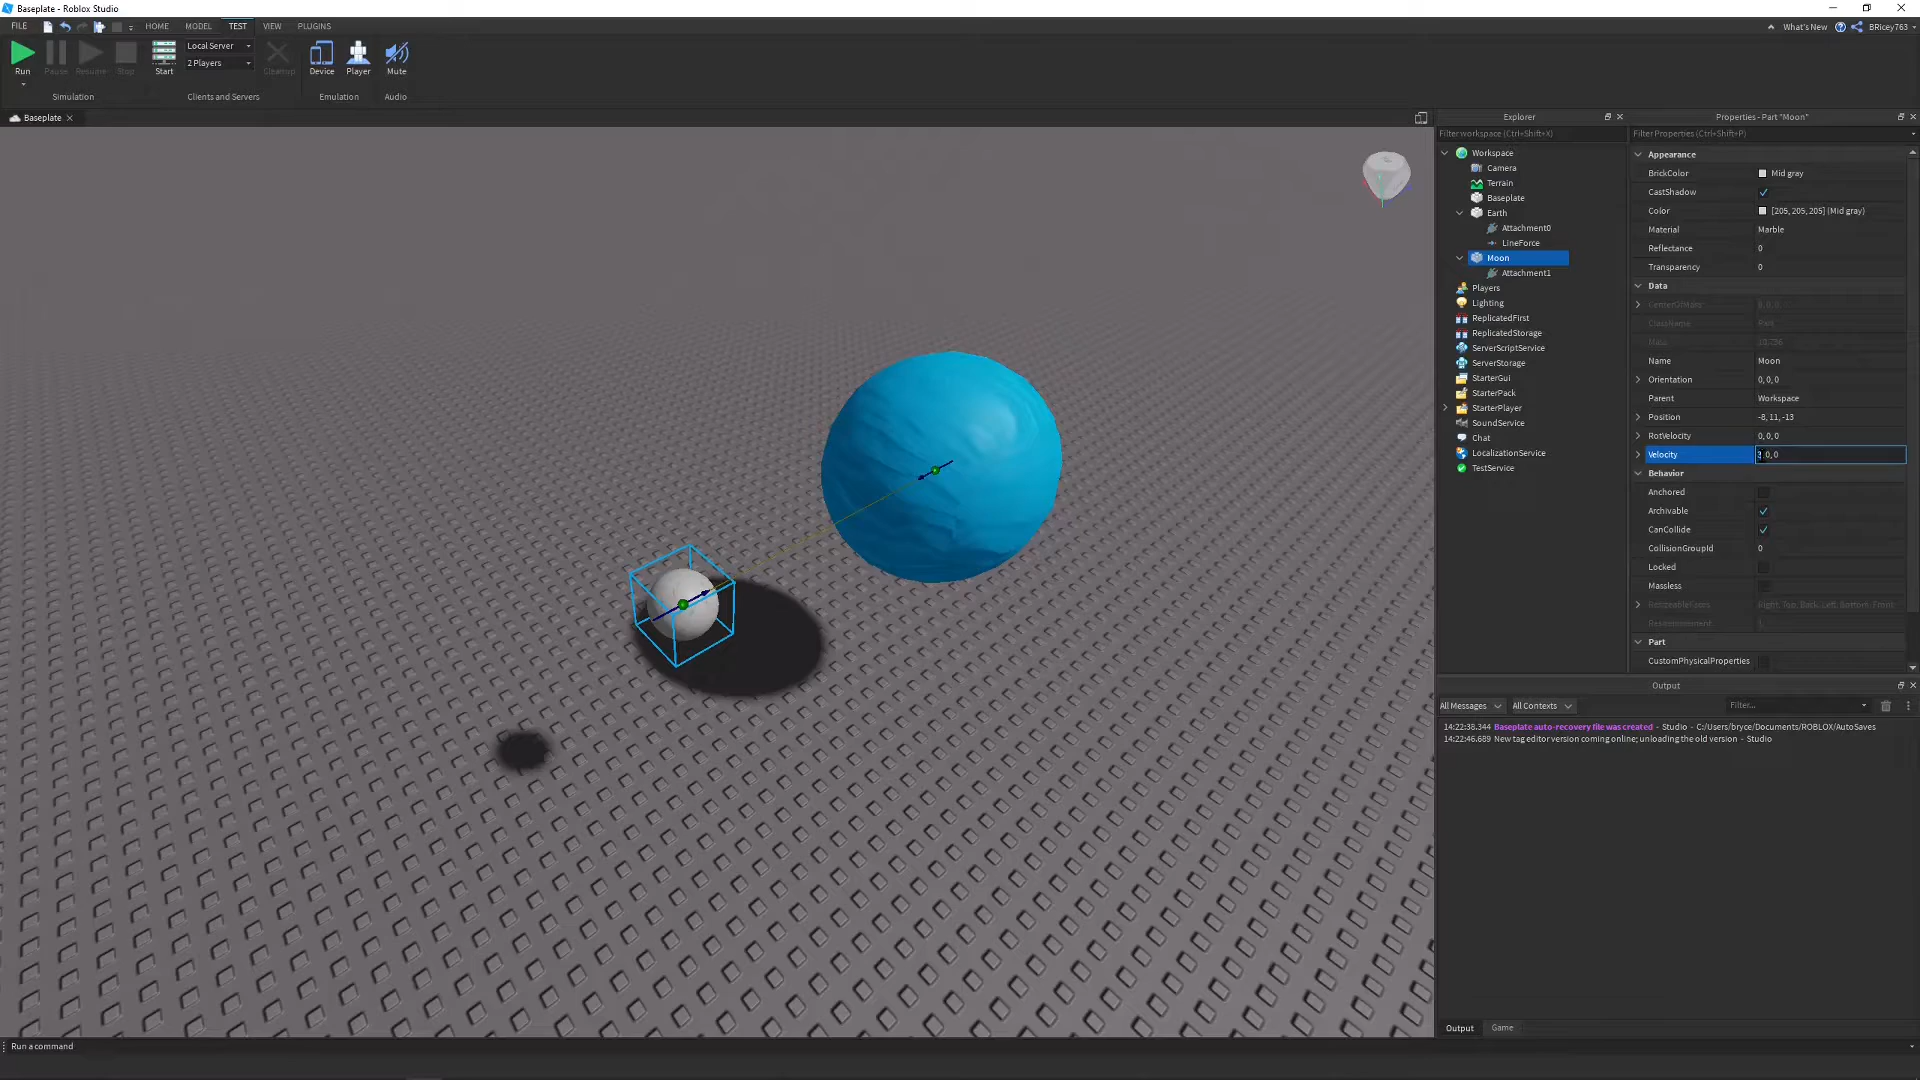 Baseplate - Roblox Studio
FILE HOME MODEL TEST VIEW PLUGINS What's New BRicey763
Run Pause Resume Stop Start Local Server 2 Players Cleanup Device Player Mute
Simulation Clients and Servers Emulation Audio
Baseplate
Explorer
Filter workspace (Ctrl+Shift+X)
Workspace
Camera
Terrain
Baseplate
Earth
Attachment0
LineForce
Moon
Attachment1
Players
Lighting
ReplicatedFirst
ReplicatedStorage
ServerScriptService
ServerStorage
StarterGui
StarterPack
StarterPlayer
SoundService
Chat
LocalizationService
TestService
Properties - Part "Moon"
Filter Properties (Ctrl+Shift+P)
Appearance
BrickColor Mid gray
CastShadow
Color [205, 205, 205] (Mid gray)
Material Marble
Reflectance 0
Transparency 0
Data
CenterOfMass 0, 0, 0
ClassName Part
Mass
Name Moon
Orientation 0, 0, 0
Parent Workspace
Position -8, 11, -13
RotVelocity 0, 0, 0
Velocity , 0, 0
Behavior
Anchored
Archivable
CanCollide
CollisionGroupId 0
Locked
Massless
ResizeableFaces Right, Top, Back, Left, Bottom, Front
ResizeIncrement 1
Part
CustomPhysicalProperties
Output
All Messages All Contexts Filter...
14:22:38.344 Baseplate auto-recovery file was created - Studio - C:/Users/bryce/Documents/ROBLOX/AutoSaves
14:22:46.689 New tag editor version coming online; unloading the old version - Studio
Output Game
Run a command